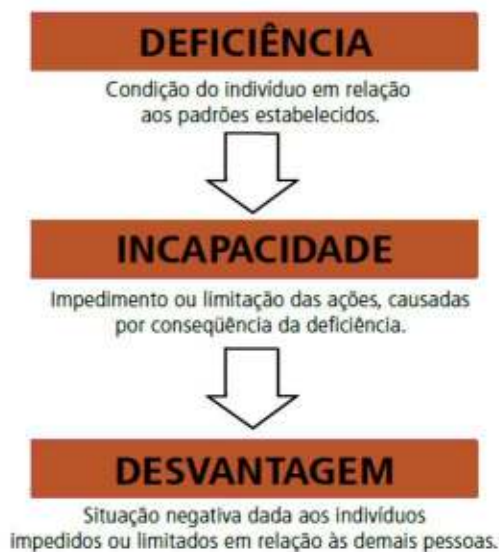 DEFICIÊNCIA
Condição do indivíduo em relação
aos padrões estabelecidos.
INCAPACIDADE
Impedimento ou limitação das ações, causadas
por conseqüência da deficiência.
DESVANTAGEM
Situação negativa dada aos indivíduos
impedidos ou limitados em relação às demais pessoas.